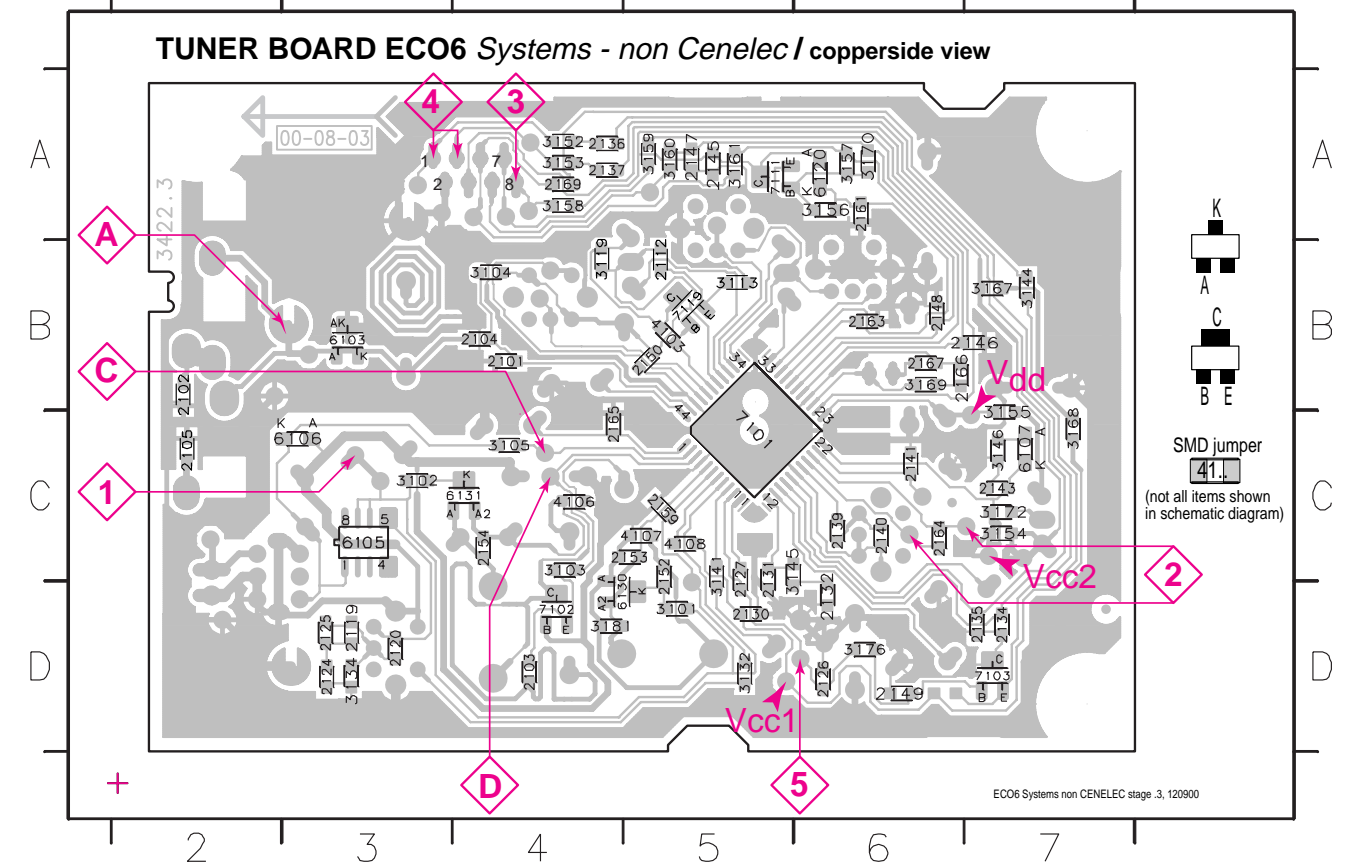 TUNER BOARD ECO6 Systems - non Cenelec / copperside view
4 3
00-08-03
3422.3
A
A
1 7
2 8
3152 2136
3153 2137
2169
3158
3159 3160 2147 2145 3161
C 7111 E B
A 6120 K
3157 3170
3156 2161
A
K
A
3104
3119 2112
3113
C 7119 B E
4103
2150
2163 2148
3167 3144
2146
B
B
AK
6103
A K
2104
2101
34 33
2167
3169 2166
Vdd
C
B E
C
2102
2105
K A
6106
3105
2165
44
1
7101
23
22
11 12
3155
3146 6107 A K
3168
2141
2143
SMD jumper
41..
(not all items shown
in schematic diagram)
1
C
C
3102
K
6131
A A2
4106
2159
2139 2140 2164
3172
3154
8 5
6105
1 4
2154
4107 4108
2153
3103
2152 3141 2127 2131 3145
2132
Vcc2
2
A 6130 K
A2
C
7102
B E
3101
3181
2130
2125 2119
2120
2124 3134
2103
3132
2126
3176
2149
2135 2134
C
7103
B E
D
D
Vcc1
D
5
ECO6 Systems non CENELEC stage .3, 120900
2 3 4 5 6 7